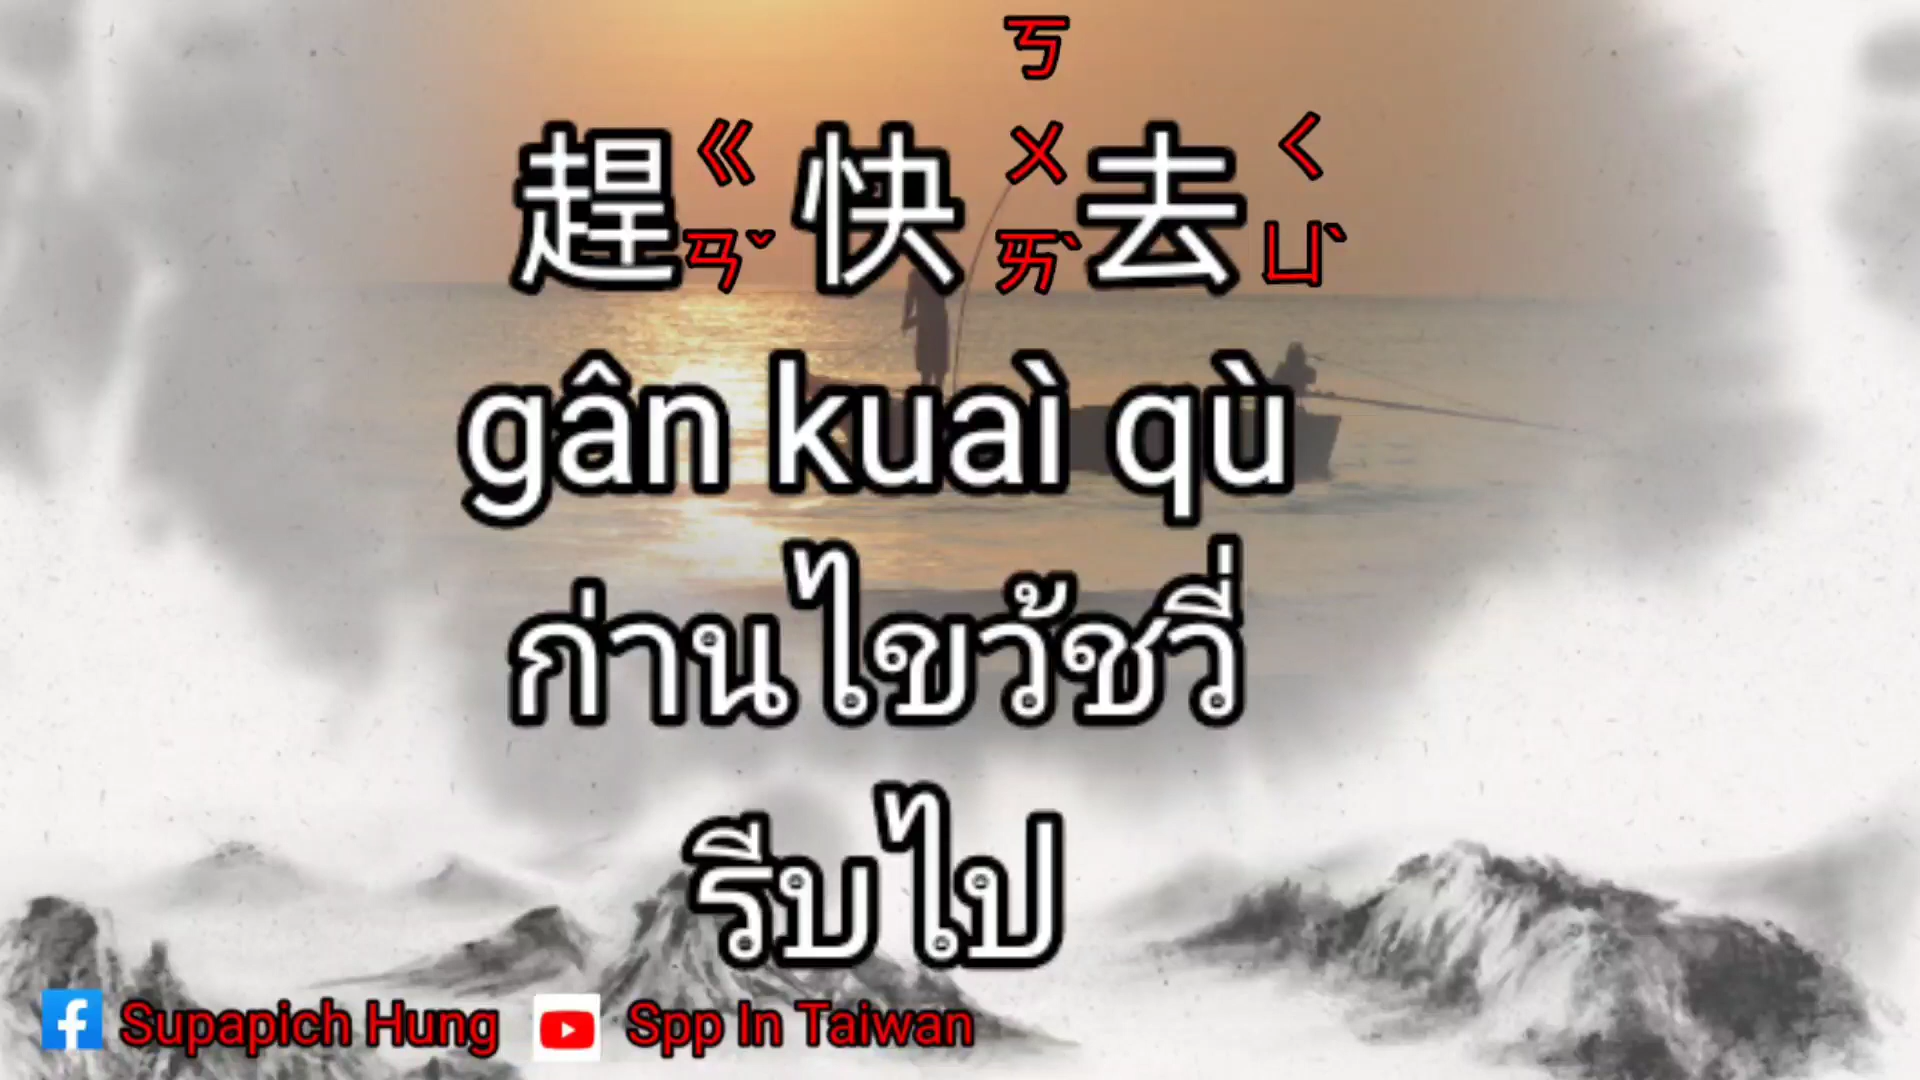 趕ㄍㄢˇ 快ㄎㄨㄞˋ 去ㄑㄩˋ
gân kuaì qù
ก่านไขว้ชวี่
รีบไป
Supapich Hung Spp In Taiwan